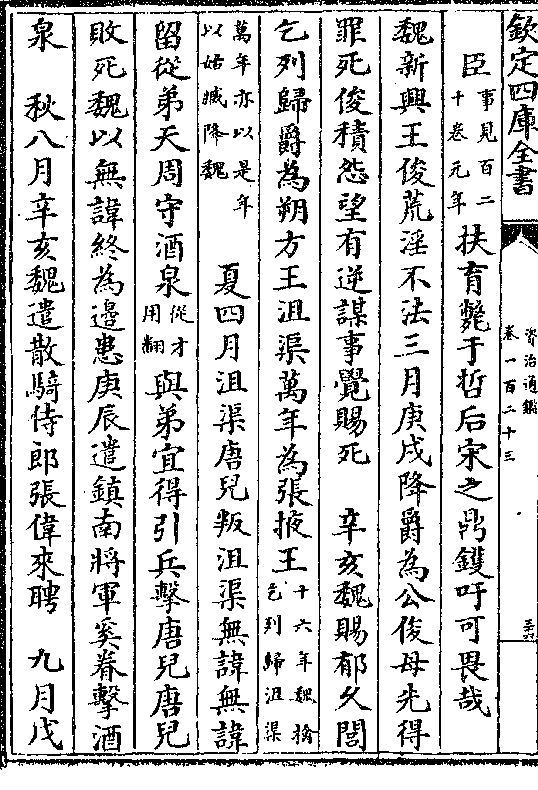 欽定四庫全書
資治通鑑
卷一百二十三
臣事見百二十卷元年扶育斃于哲后宋之鼎鑊吁可畏哉
魏新興王俊荒淫不法三月庚戌降爵為公俊母先得
罪死俊積怨望有逆謀事覺賜死　辛亥魏賜郁久閭
乞列歸爵為朔方王沮渠萬年為張掖王十六年魏擒乞列歸沮渠
萬年亦以是年以姑臧降魏　夏四月沮渠唐兒叛沮渠無諱無諱
留從弟天周守酒泉從才用翻與弟宜得引兵擊唐兒唐兒
敗死魏以無諱終為邊患庚辰遣鎮南將軍奚眷擊酒
泉　秋八月辛亥魏遣散騎侍郎張偉來聘　九月戊